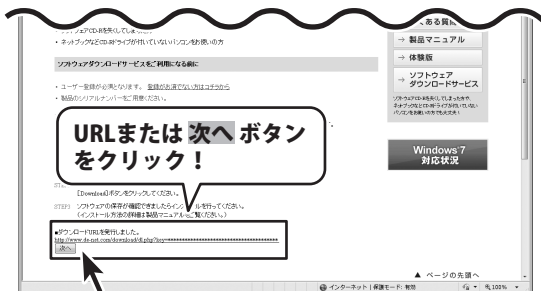 ソフトウェアCD-Rを失くしてしまっ
・ ネットブックなどCD-Rドライブが付いていないパソコンをお使いの方
ソフトウェアダウンロードサービスをご利用になる前に
・ ユーザー登録が必須となります。 登録がお済でない方はコチラから
・ 製品のシリアルナンバーをご用意ください。
URLまたは 次へ ボタン
をクリック！
[Download]ボタンをクリックしてください。
STEP3 ソフトウェアの保存が確認できましたらインス ルを行ってください。
(インストール方法の詳細は製品マニュアルをご覧ください。)
■ダウンロードURLを発行しました。
http://www.de-net.com/download/dl.php?key=
次へ
よくある質問
→ 製品マニュアル
→ 体験版
→ ソフトウェア
ダウンロードサービス
ソフトウェアCD-Rを失くしてしまった方や、
ネットブックなどCD-Rドライブが付いていない
パソコンをお使いの方でも大丈夫！
Windows 7
対応状況
▲ ページの先頭へ
インターネット | 保護モード: 有効
100%